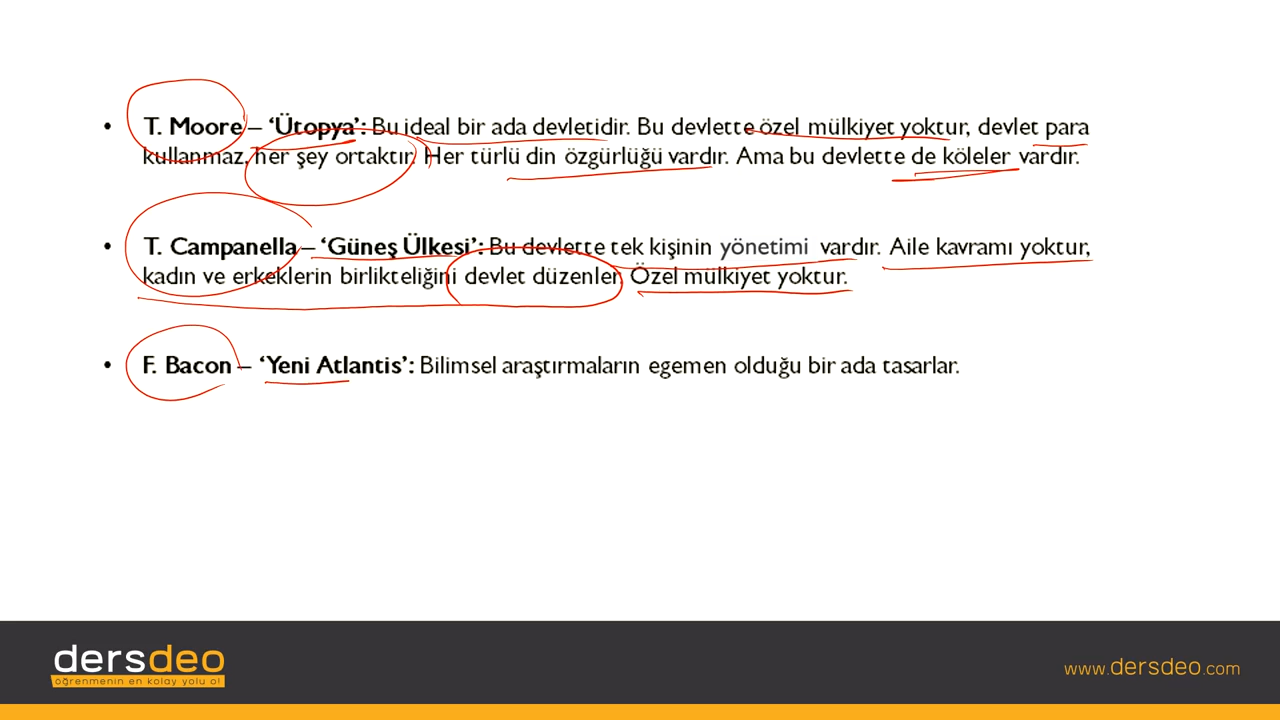 • T. Moore – ‘Ütopya’: Bu ideal bir ada devletidir. Bu devlette özel mülkiyet yoktur, devlet para
kullanmaz, her şey ortaktır. Her türlü din özgürlüğü vardır. Ama bu devlette de köleler vardır.
• T. Campanella – ‘Güneş Ülkesi’: Bu devlette tek kişinin yönetimi vardır. Aile kavramı yoktur,
kadın ve erkeklerin birlikteliğini devlet düzenler. Özel mülkiyet yoktur.
• F. Bacon – ‘Yeni Atlantis’: Bilimsel araştırmaların egemen olduğu bir ada tasarlar.
dersdeo
öğrenmenin en kolay yolu o!
www.dersdeo.com